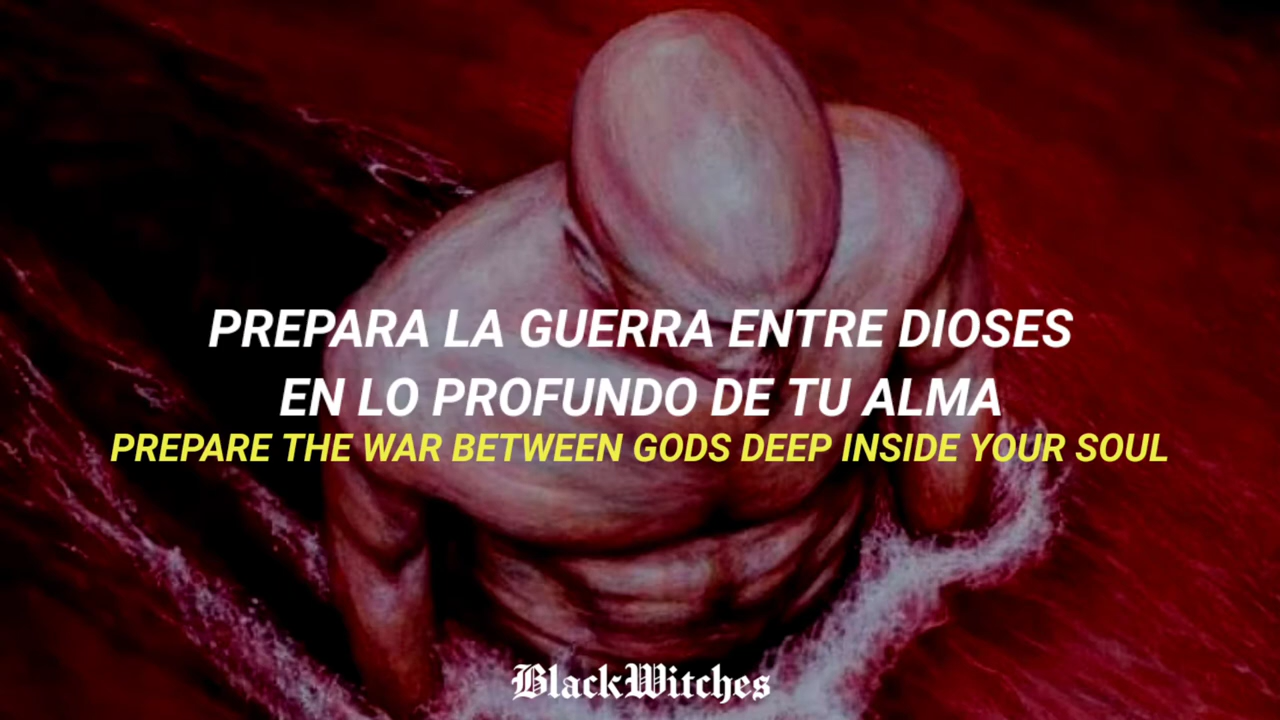 PREPARA LA GUERRA ENTRE DIOSES
EN LO PROFUNDO DE TU ALMA
PREPARE THE WAR BETWEEN GODS DEEP INSIDE YOUR SOUL
BlackWitches